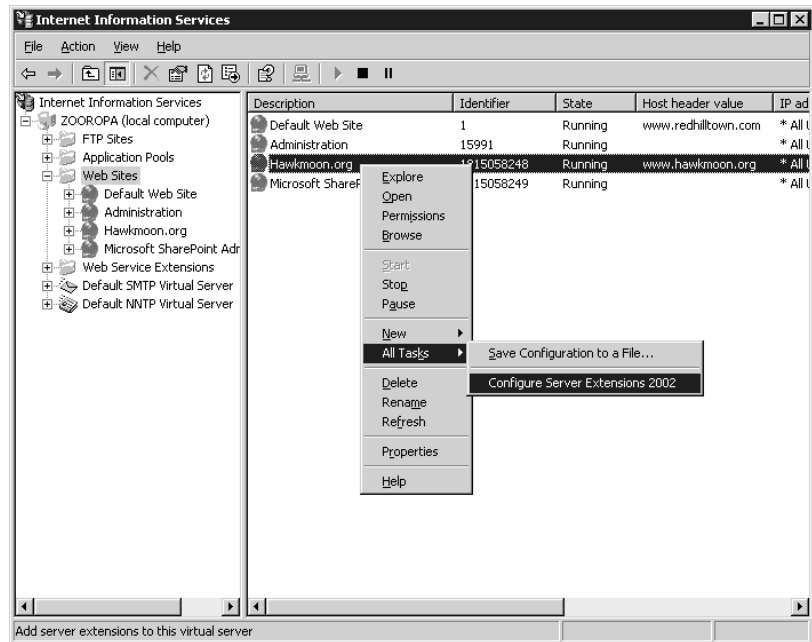 Internet Information Services
File Action View Help
Internet Information Services
ZOOROPA (local computer)
FTP Sites
Application Pools
Web Sites
Default Web Site
Administration
Hawkmoon.org
Microsoft SharePoint Adr
Web Service Extensions
Default SMTP Virtual Server
Default NNTP Virtual Server
Description Identifier State Host header value IP ad
Default Web Site 1 Running www.redhilltown.com * All U
Administration 15991 Running * All U
Hawkmoon.org 1815058248 Running www.hawkmoon.org * All U
Microsoft ShareP 15058249 Running * All U
Explore
Open
Permissions
Browse
Start
Stop
Pause
New
All Tasks
Delete
Rename
Refresh
Properties
Help
Save Configuration to a File...
Configure Server Extensions 2002
Add server extensions to this virtual server